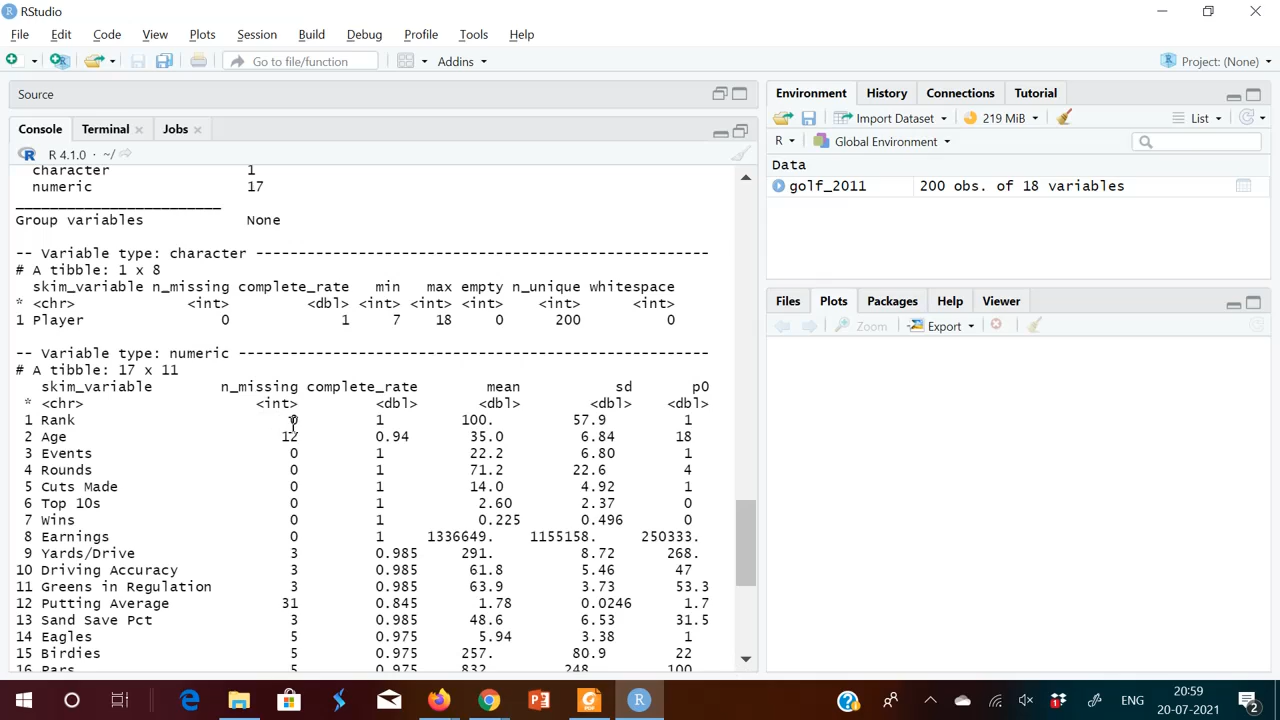 RStudio
File Edit Code View Plots Session Build Debug Profile Tools Help
Go to file/function Addins Project: (None)
Source
Console Terminal Jobs
R 4.1.0 · ~/
character 1
numeric 17
________________________
Group variables None
-- Variable type: character ------------------------------------------------------
# A tibble: 1 x 8
skim_variable n_missing complete_rate min max empty n_unique whitespace
* <chr> <int> <dbl> <int> <int> <int> <int> <int>
1 Player 0 1 7 18 0 200 0
-- Variable type: numeric --------------------------------------------------------
# A tibble: 17 x 11
skim_variable n_missing complete_rate mean sd p0
* <chr> <int> <dbl> <dbl> <dbl> <dbl>
1 Rank 0 1 100. 57.9 1
2 Age 12 0.94 35.0 6.84 18
3 Events 0 1 22.2 6.80 1
4 Rounds 0 1 71.2 22.6 4
5 Cuts Made 0 1 14.0 4.92 1
6 Top 10s 0 1 2.60 2.37 0
7 Wins 0 1 0.225 0.496 0
8 Earnings 0 1 1336649. 1155158. 250333.
9 Yards/Drive 3 0.985 291. 8.72 268.
10 Driving Accuracy 3 0.985 61.8 5.46 47
11 Greens in Regulation 3 0.985 63.9 3.73 53.3
12 Putting Average 31 0.845 1.78 0.0246 1.7
13 Sand Save Pct 3 0.985 48.6 6.53 31.5
14 Eagles 5 0.975 5.94 3.38 1
15 Birdies 5 0.975 257. 80.9 22
16 Pars 5 0.975 832. 248. 100
Environment History Connections Tutorial
Import Dataset 219 MiB List
R Global Environment
Data
golf_2011 200 obs. of 18 variables
Files Plots Packages Help Viewer
Zoom Export
ENG
20:59
20-07-2021
2